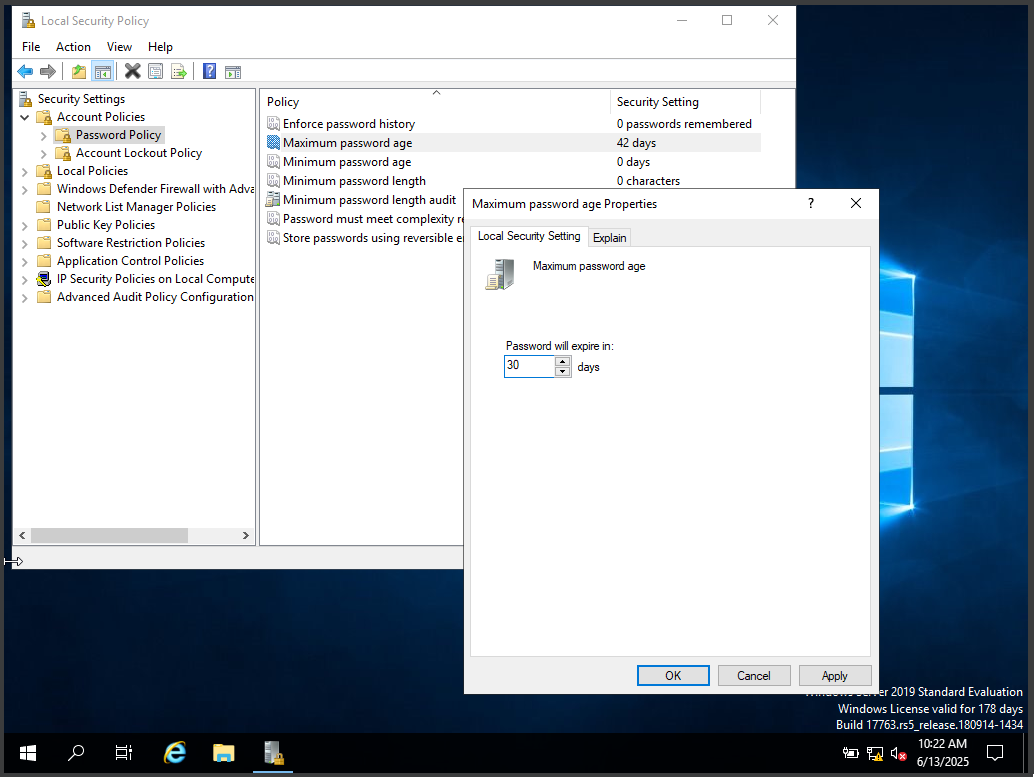 Local Security Policy
File Action View Help
Security Settings
Account Policies
Password Policy
Account Lockout Policy
Local Policies
Windows Defender Firewall with Adva
Network List Manager Policies
Public Key Policies
Software Restriction Policies
Application Control Policies
IP Security Policies on Local Compute
Advanced Audit Policy Configuration
Policy Security Setting
Enforce password history 0 passwords remembered
Maximum password age 42 days
Minimum password age 0 days
Minimum password length 0 characters
Minimum password length audit
Password must meet complexity re
Store passwords using reversible e
Maximum password age Properties ?
Local Security Setting Explain
Maximum password age
Password will expire in:
30 days
OK Cancel Apply
Windows Server 2019 Standard Evaluation
Windows License valid for 178 days
Build 17763.rs5_release.180914-1434
10:22 AM
6/13/2025